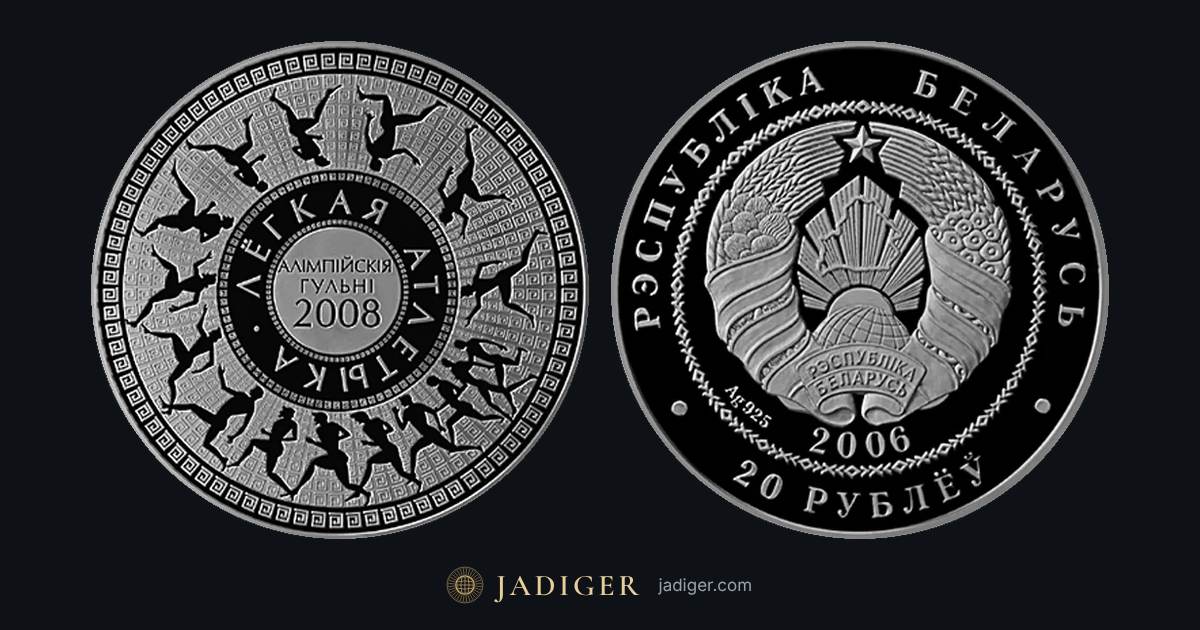 ЛЁГКАЯ АТЛЕТЫКА
АЛІМПІЙСКІЯ
ГУЛЬНІ
2008
РЭСПУБЛІКА БЕЛАРУСЬ
РЭСПУБЛІКА
БЕЛАРУСЬ
Ag 925
2006
20 РУБЛЁЎ
JADIGER jadiger.com